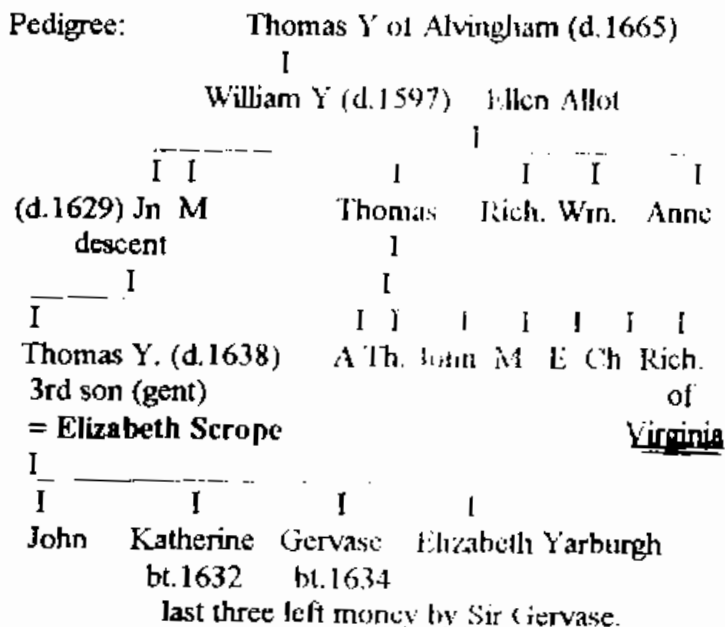 Pedigree: Thomas Y of Alvingham (d.1665)
I
William Y (d.1597) Ellen Allot
I
I I I I I I
(d.1629) Jn M Thomas Rich. Wm. Anne
descent I
I I
I I I I I I I I
Thomas Y. (d.1638) A Th. John M E Ch Rich.
3rd son (gent) of
= Elizabeth Scrope Virginia
I
I I I I
John Katherine Gervase Elizabeth Yarburgh
bt.1632 bt.1634
last three left money by Sir Gervase.